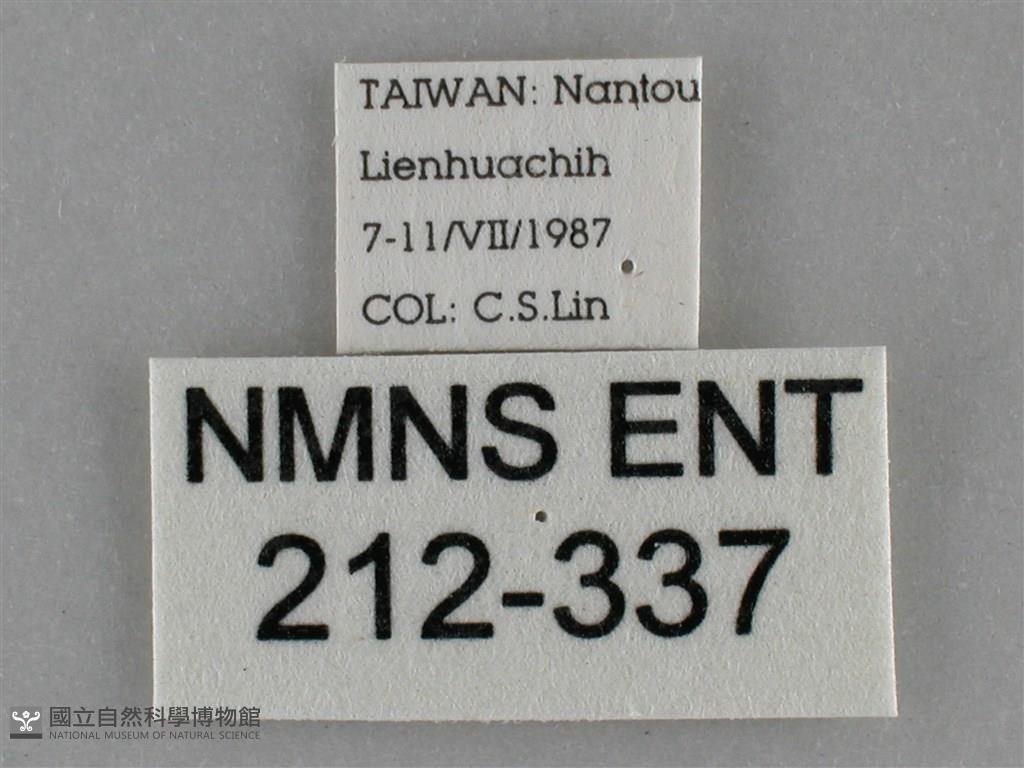 TAIWAN: Nantou
Lienhuachih
7-11/VII/1987
COL: C.S.Lin
NMNS ENT
212-337
國立自然科學博物館
NATIONAL MUSEUM OF NATURAL SCIENCE